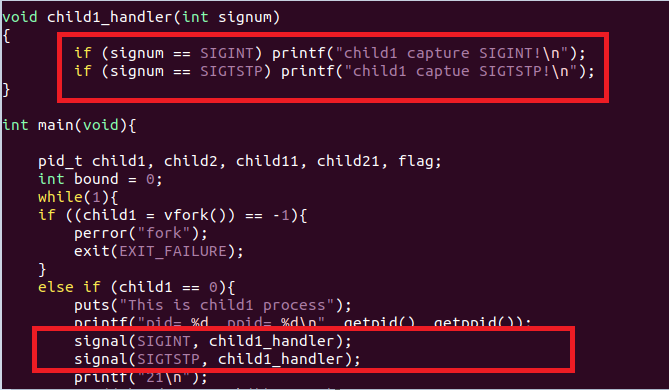 void child1_handler(int signum)
{
if (signum == SIGINT) printf("child1 capture SIGINT!\n");
if (signum == SIGTSTP) printf("child1 captue SIGTSTP!\n");
}
int main(void){
pid_t child1, child2, child11, child21, flag;
int bound = 0;
while(1){
if ((child1 = vfork()) == -1){
perror("fork");
exit(EXIT_FAILURE);
}
else if (child1 == 0){
puts("This is child1 process");
printf("pid= %d, ppid= %d\n", getpid(), getppid());
signal(SIGINT, child1_handler);
signal(SIGTSTP, child1_handler);
printf("21\n");